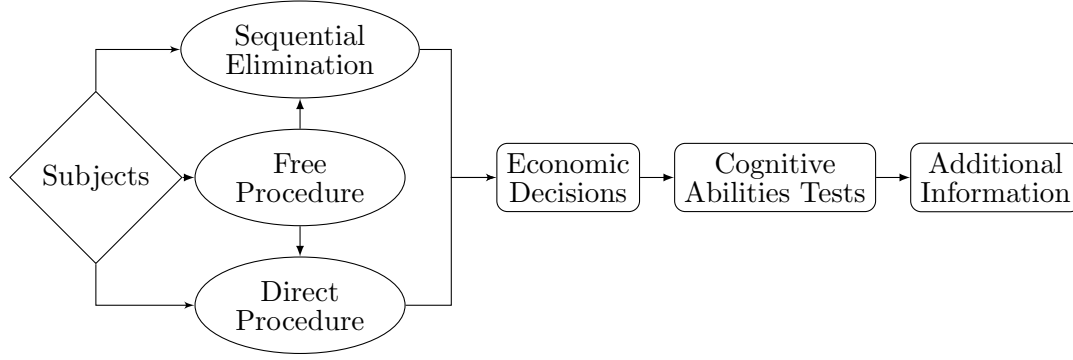 Sequential
Elimination
Subjects
Free
Procedure
Direct
Procedure
Economic
Decisions
Cognitive
Abilities Tests
Additional
Information